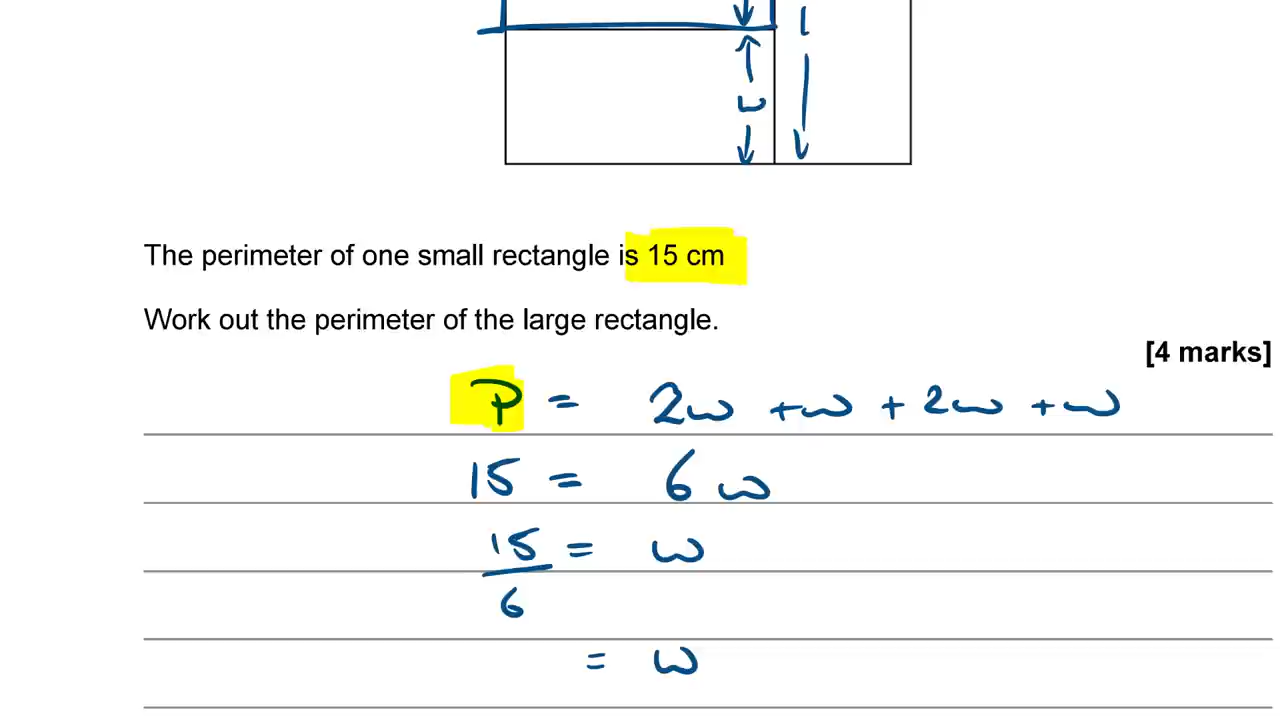 l
w
The perimeter of one small rectangle is 15 cm
Work out the perimeter of the large rectangle.
[4 marks]
P = 2w + w + 2w + w
15 = 6w
15/6 = w
= w